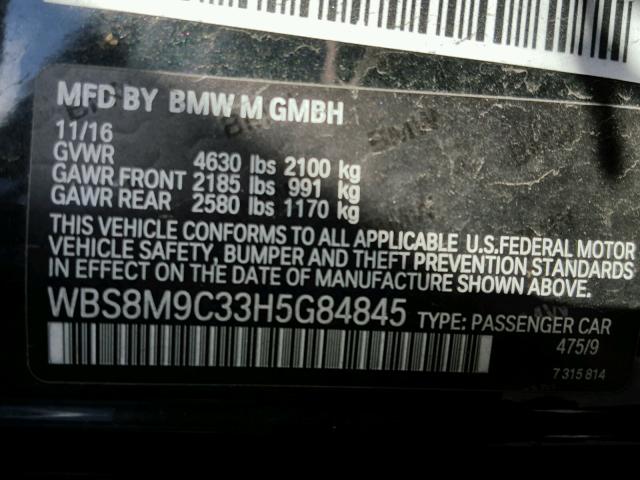 MFD BY BMW M GMBH
11/16
GVWR 4630 lbs 2100 kg
GAWR FRONT 2185 lbs 991 kg
GAWR REAR 2580 lbs 1170 kg
THIS VEHICLE CONFORMS TO ALL APPLICABLE U.S.FEDERAL MOTOR
VEHICLE SAFETY, BUMPER AND THEFT PREVENTION STANDARDS
IN EFFECT ON THE DATE OF MANUFACTURE SHOWN ABOVE.
WBS8M9C33H5G84845 TYPE: PASSENGER CAR
475/9
7 315 814